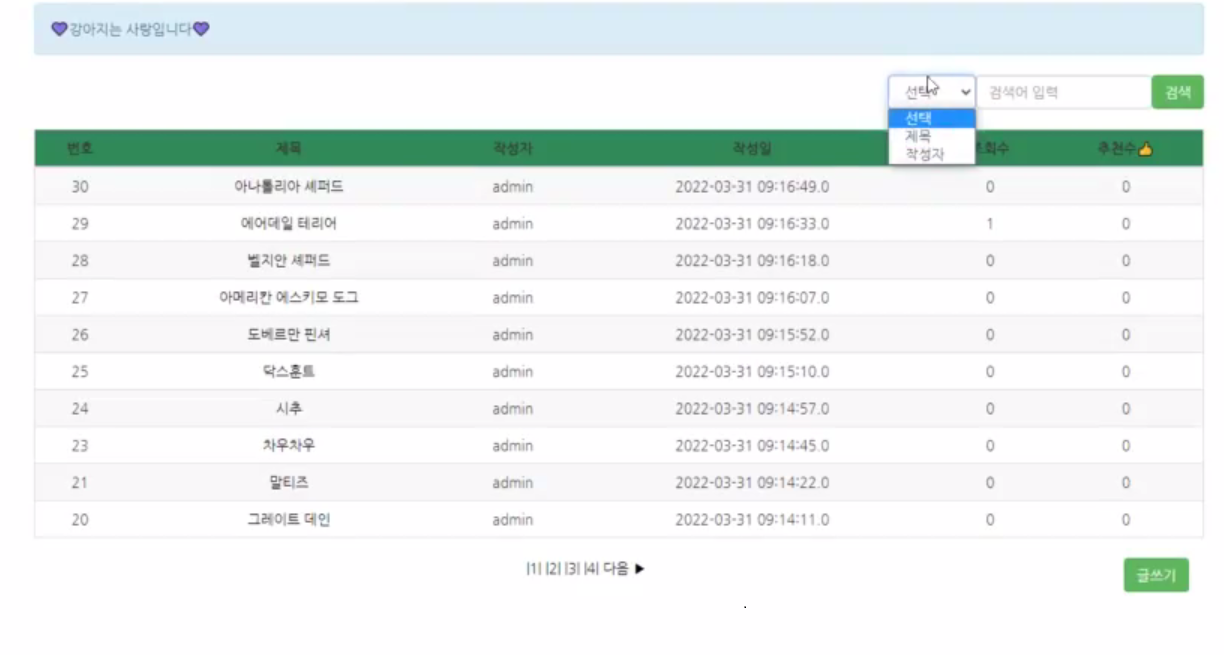 💜강아지는 사랑입니다💜
선택 검색어 입력 검색
선택
제목
작성자
번호 제목 작성자 작성일 회수 추천수👍
30 아나톨리아 셰퍼드 admin 2022-03-31 09:16:49.0 0 0
29 에어데일 테리어 admin 2022-03-31 09:16:33.0 1 0
28 벨지안 셰퍼드 admin 2022-03-31 09:16:18.0 0 0
27 아메리칸 에스키모 도그 admin 2022-03-31 09:16:07.0 0 0
26 도베르만 핀셔 admin 2022-03-31 09:15:52.0 0 0
25 닥스훈트 admin 2022-03-31 09:15:10.0 0 0
24 시추 admin 2022-03-31 09:14:57.0 0 0
23 차우차우 admin 2022-03-31 09:14:45.0 0 0
21 말티즈 admin 2022-03-31 09:14:22.0 0 0
20 그레이트 데인 admin 2022-03-31 09:14:11.0 0 0
|1| |2| |3| |4| 다음 ▶
글쓰기